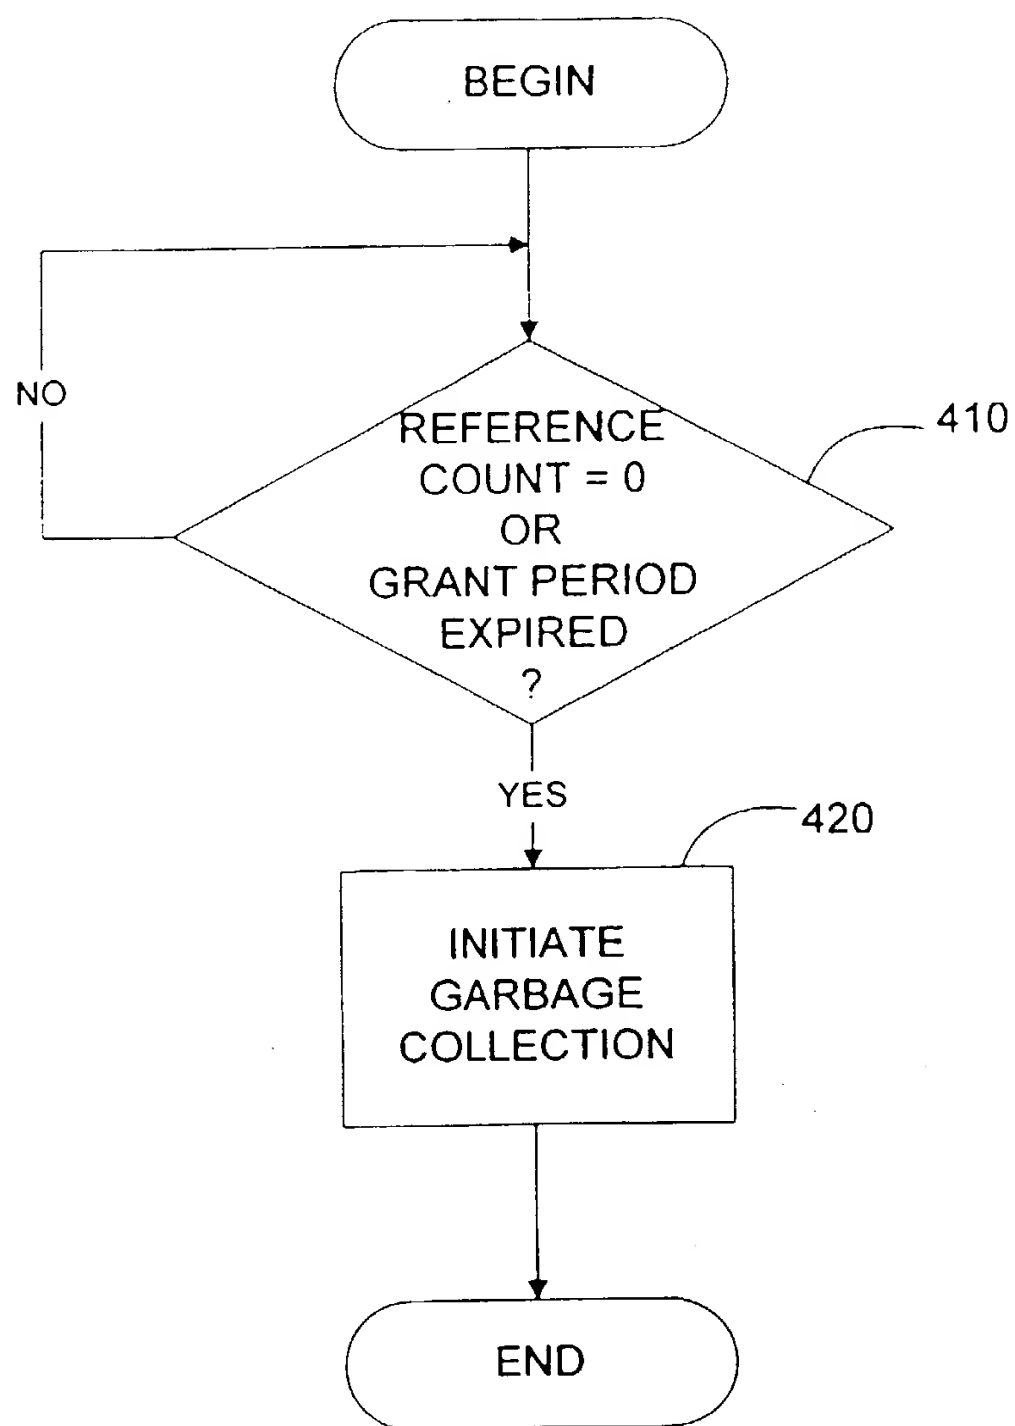 BEGIN
NO
REFERENCE
COUNT = 0
OR
GRANT PERIOD
EXPIRED
?
410
YES
420
INITIATE
GARBAGE
COLLECTION
END